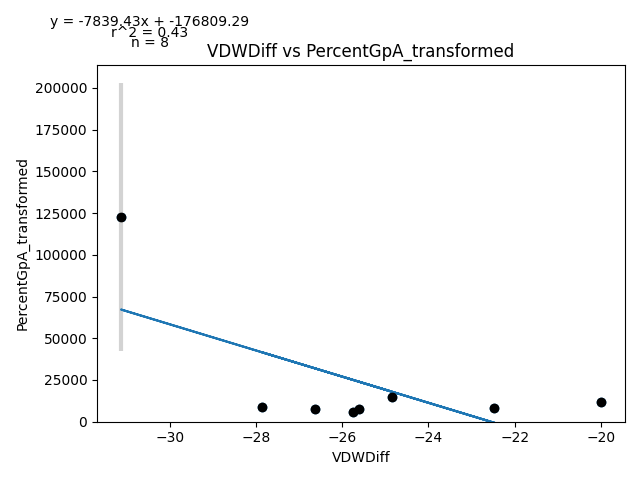 y = -7839.43x + -176809.29
r^2 = 0.43
n = 8
VDWDiff vs PercentGpA_transformed
200000
175000
150000
125000
100000
75000
50000
25000
0
PercentGpA_transformed
−30
−28
−26
−24
−22
−20
VDWDiff